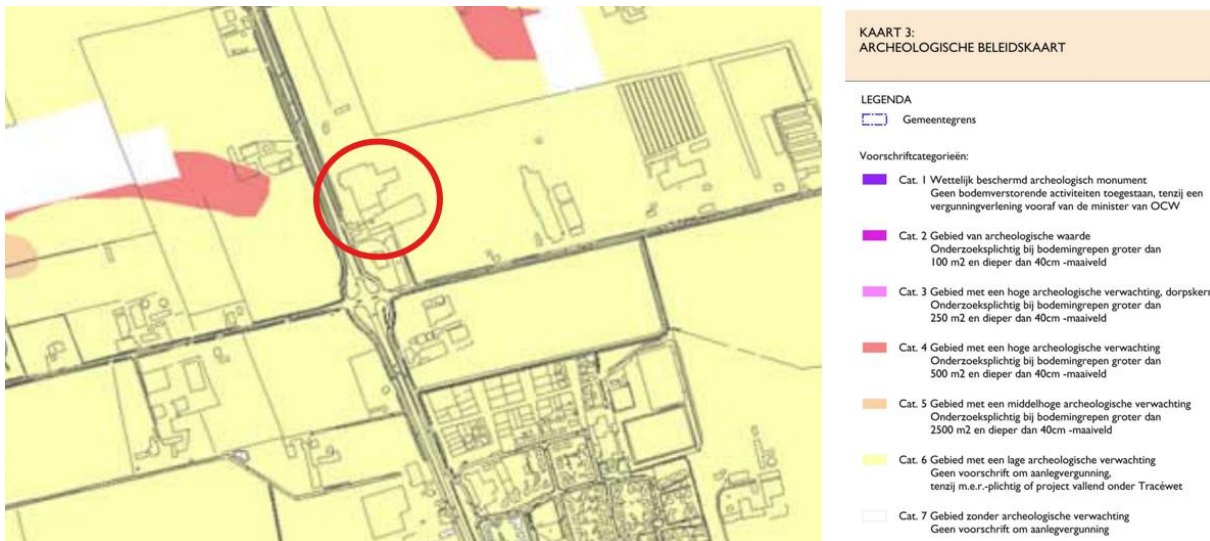 KAART 3:
ARCHEOLOGISCHE BELEIDSKAART
LEGENDA
Gemeentegrens
Voorschriftcategorieën:
Cat. 1 Wettelijk beschermd archeologisch monument
Geen bodemverstorende activiteiten toegestaan, tenzij een
vergunningverlening vooraf van de minister van OCW
Cat. 2 Gebied van archeologische waarde
Onderzoeksplichtig bij bodemingrepen groter dan
100 m2 en dieper dan 40cm -maaiveld
Cat. 3 Gebied met een hoge archeologische verwachting, dorpskern
Onderzoeksplichtig bij bodemingrepen groter dan
250 m2 en dieper dan 40cm -maaiveld
Cat. 4 Gebied met een hoge archeologische verwachting
Onderzoeksplichtig bij bodemingrepen groter dan
500 m2 en dieper dan 40cm -maaiveld
Cat. 5 Gebied met een middelhoge archeologische verwachting
Onderzoeksplichtig bij bodemingrepen groter dan
2500 m2 en dieper dan 40cm -maaiveld
Cat. 6 Gebied met een lage archeologische verwachting
Geen voorschrift om aanlegvergunning,
tenzij m.e.r.-plichtig of project vallend onder Tracéwet
Cat. 7 Gebied zonder archeologische verwachting
Geen voorschrift om aanlegvergunning